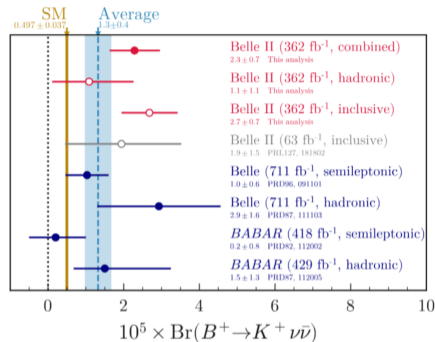 SM Average
0.497±0.037 1.3±0.4
Belle II (362 fb⁻¹, combined)
2.3±0.7 This analysis
Belle II (362 fb⁻¹, hadronic)
1.1±1.1 This analysis
Belle II (362 fb⁻¹, inclusive)
2.7±0.7 This analysis
Belle II (63 fb⁻¹, inclusive)
1.9±1.5 PRL127, 181802
Belle (711 fb⁻¹, semileptonic)
1.0±0.6 PRD96, 091101
Belle (711 fb⁻¹, hadronic)
2.9±1.6 PRD87, 111103
BABAR (418 fb⁻¹, semileptonic)
0.2±0.8 PRD82, 112002
BABAR (429 fb⁻¹, hadronic)
1.5±1.3 PRD87, 112005
0 2 4 6 8 10
10⁵ × Br(B⁺→K⁺νν̄)